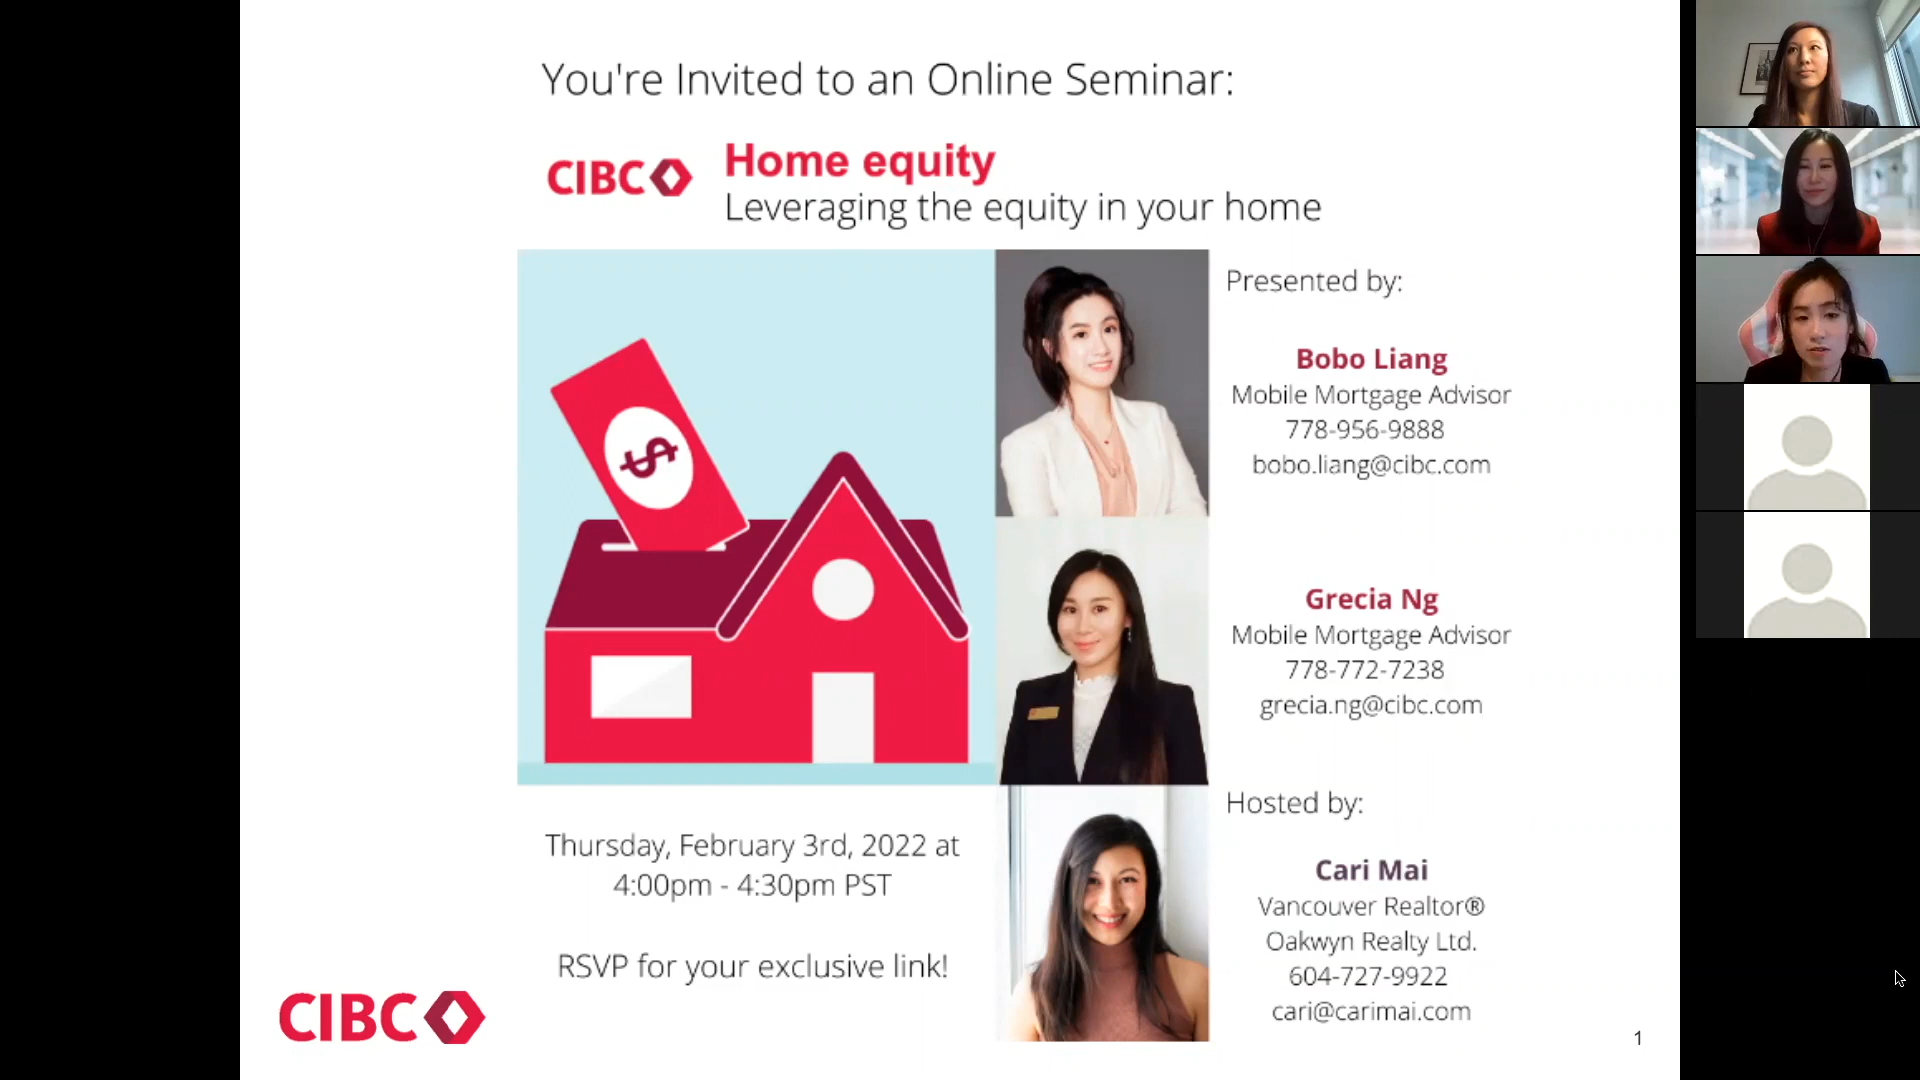 You're Invited to an Online Seminar:
CIBC
Home equity
Leveraging the equity in your home
$
Presented by:
Bobo Liang
Mobile Mortgage Advisor
778-956-9888
bobo.liang@cibc.com
Grecia Ng
Mobile Mortgage Advisor
778-772-7238
grecia.ng@cibc.com
Hosted by:
Cari Mai
Vancouver Realtor®
Oakwyn Realty Ltd.
604-727-9922
cari@carimai.com
Thursday, February 3rd, 2022 at
4:00pm - 4:30pm PST
RSVP for your exclusive link!
CIBC
1